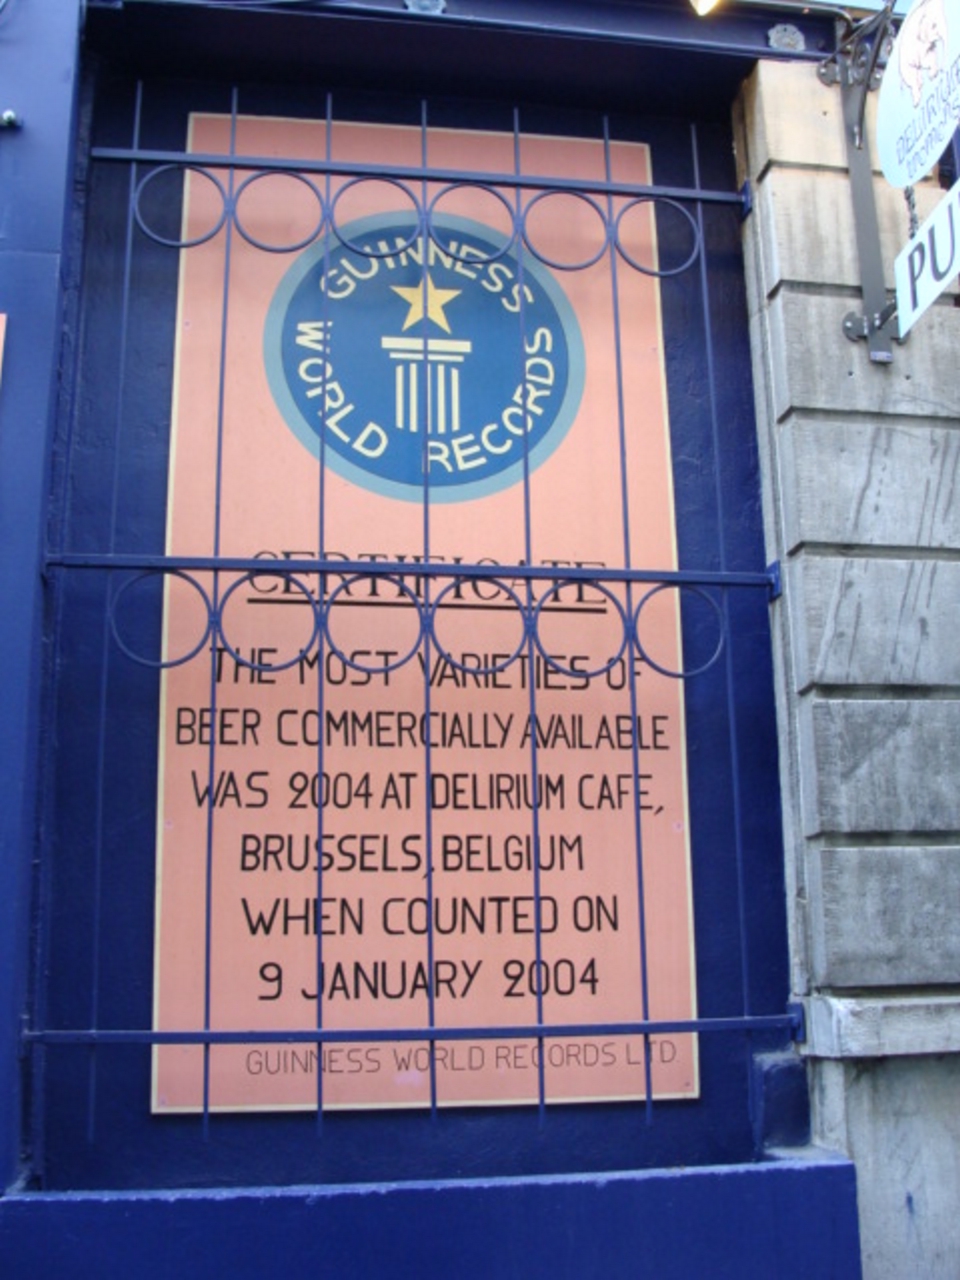 GUINNESS
WORLD RECORDS
CERTIFICATE
THE MOST VARIETIES OF
BEER COMMERCIALLY AVAILABLE
WAS 2004 AT DELIRIUM CAFE,
BRUSSELS, BELGIUM
WHEN COUNTED ON
9 JANUARY 2004
GUINNESS WORLD RECORDS LTD
DELIRIUM
PU